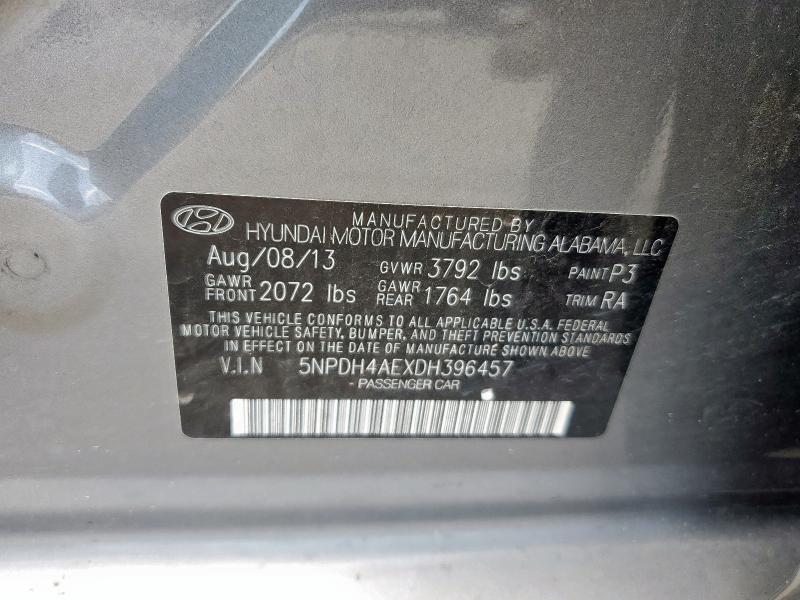 MANUFACTURED BY
HYUNDAI MOTOR MANUFACTURING ALABAMA, LLC
Aug/08/13 GVWR 3792 lbs PAINT P3
GAWR FRONT 2072 lbs GAWR REAR 1764 lbs TRIM RA
THIS VEHICLE CONFORMS TO ALL APPLICABLE U.S.A. FEDERAL
MOTOR VEHICLE SAFETY, BUMPER, AND THEFT PREVENTION STANDARDS
IN EFFECT ON THE DATE OF MANUFACTURE SHOWN ABOVE
V.I.N 5NPDH4AEXDH396457
-PASSENGER CAR